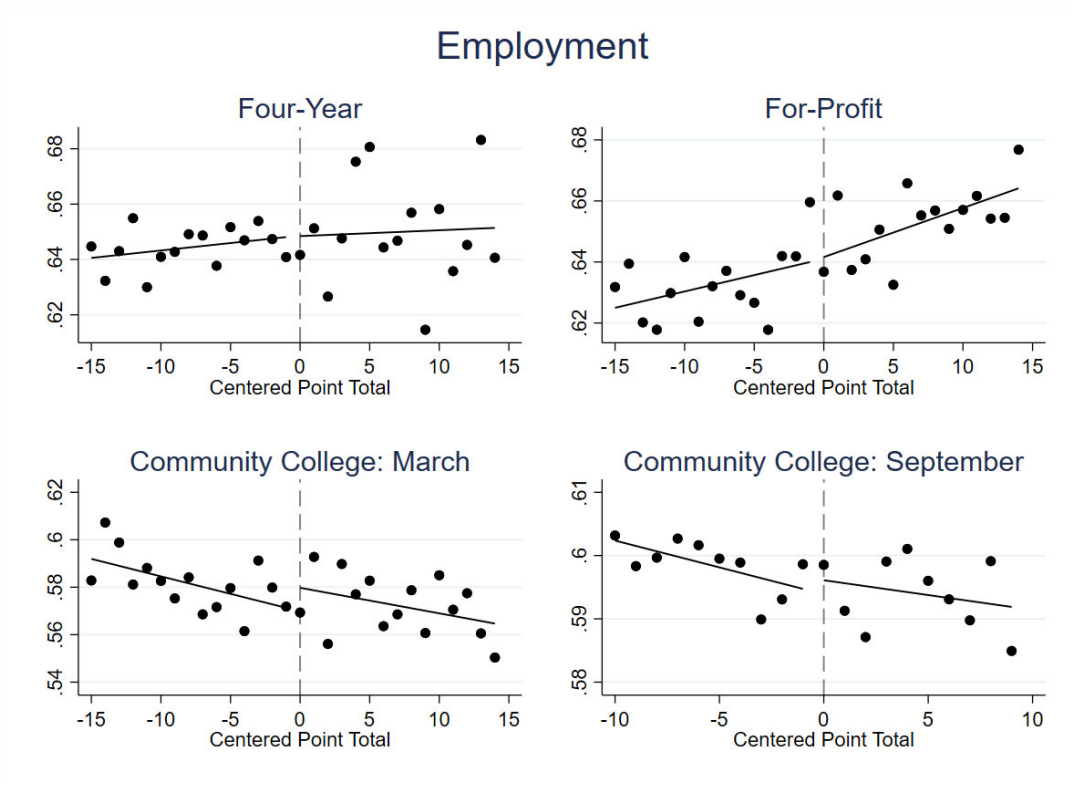 Employment
Four-Year
.68
.66
.64
.62
-15 -10 -5 0 5 10 15
Centered Point Total
For-Profit
.68
.66
.64
.62
-15 -10 -5 0 5 10 15
Centered Point Total
Community College: March
.62
.6
.58
.56
.54
-15 -10 -5 0 5 10 15
Centered Point Total
Community College: September
.61
.6
.59
.58
-10 -5 0 5 10
Centered Point Total